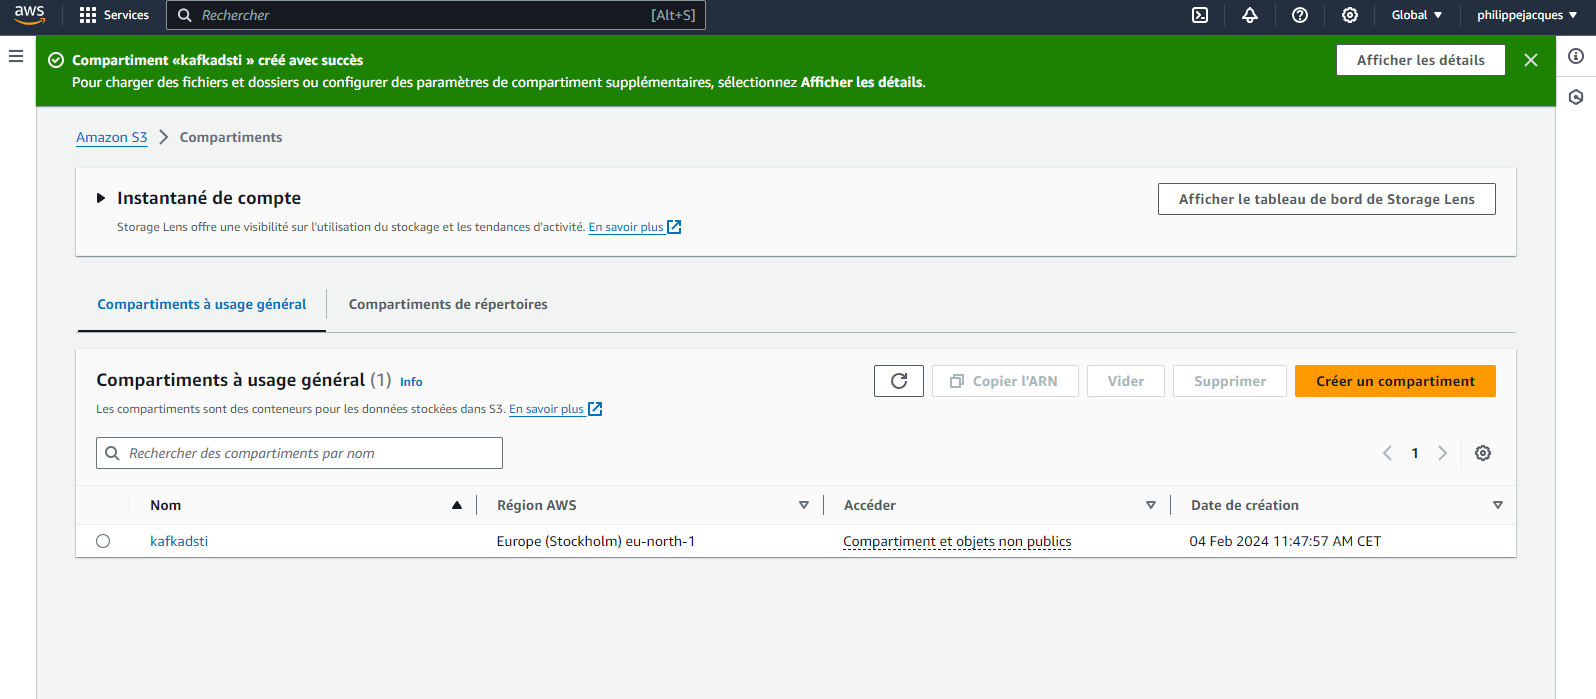 aws
Services
Rechercher
[Alt+S]
Global
philippejacques
Compartiment «kafkadsti » créé avec succès
Pour charger des fichiers et dossiers ou configurer des paramètres de compartiment supplémentaires, sélectionnez Afficher les détails.
Afficher les détails
Amazon S3
Compartiments
Instantané de compte
Storage Lens offre une visibilité sur l'utilisation du stockage et les tendances d'activité. En savoir plus
Afficher le tableau de bord de Storage Lens
Compartiments à usage général
Compartiments de répertoires
Compartiments à usage général (1) Info
Les compartiments sont des conteneurs pour les données stockées dans S3. En savoir plus
Copier l'ARN
Vider
Supprimer
Créer un compartiment
Rechercher des compartiments par nom
1
Nom
Région AWS
Accéder
Date de création
kafkadsti
Europe (Stockholm) eu-north-1
Compartiment et objets non publics
04 Feb 2024 11:47:57 AM CET